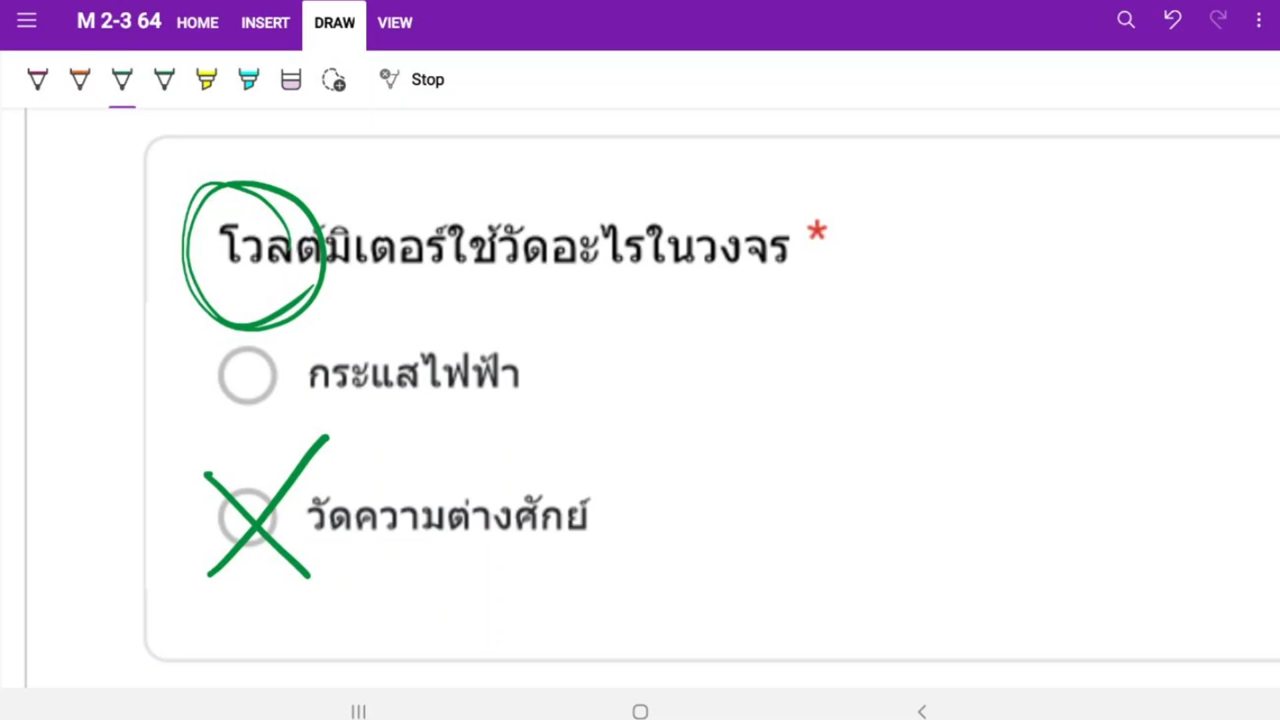 M 2-3 64 HOME INSERT DRAW VIEW
Stop
โวลต์มิเตอร์ใช้วัดอะไรในวงจร *
กระแสไฟฟ้า
วัดความต่างศักย์